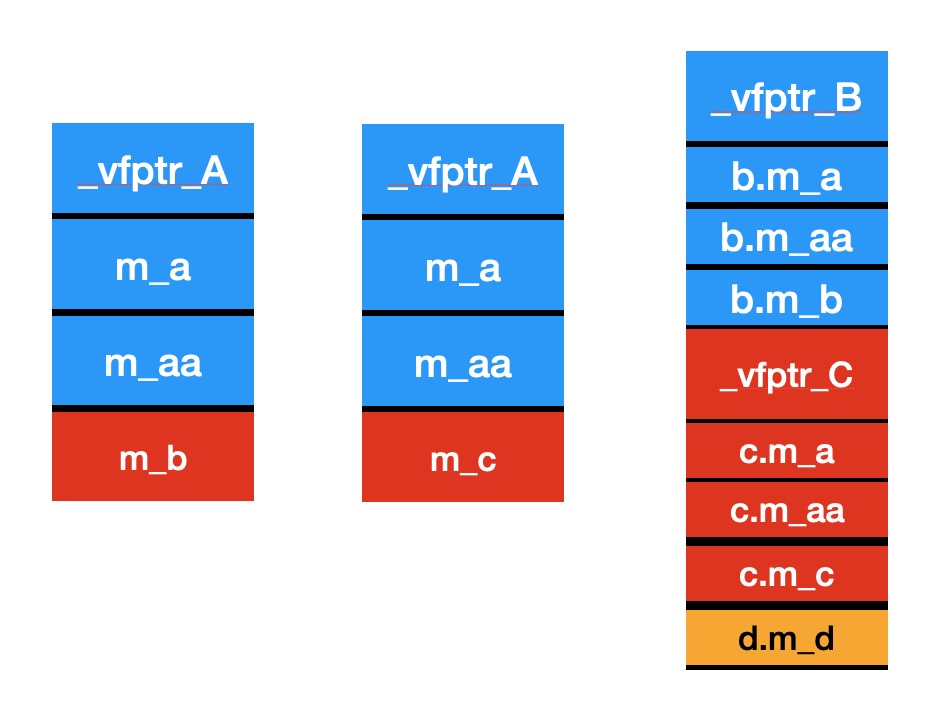 _vfptr_A
m_a
m_aa
m_b
_vfptr_A
m_a
m_aa
m_c
_vfptr_B
b.m_a
b.m_aa
b.m_b
_vfptr_C
c.m_a
c.m_aa
c.m_c
d.m_d